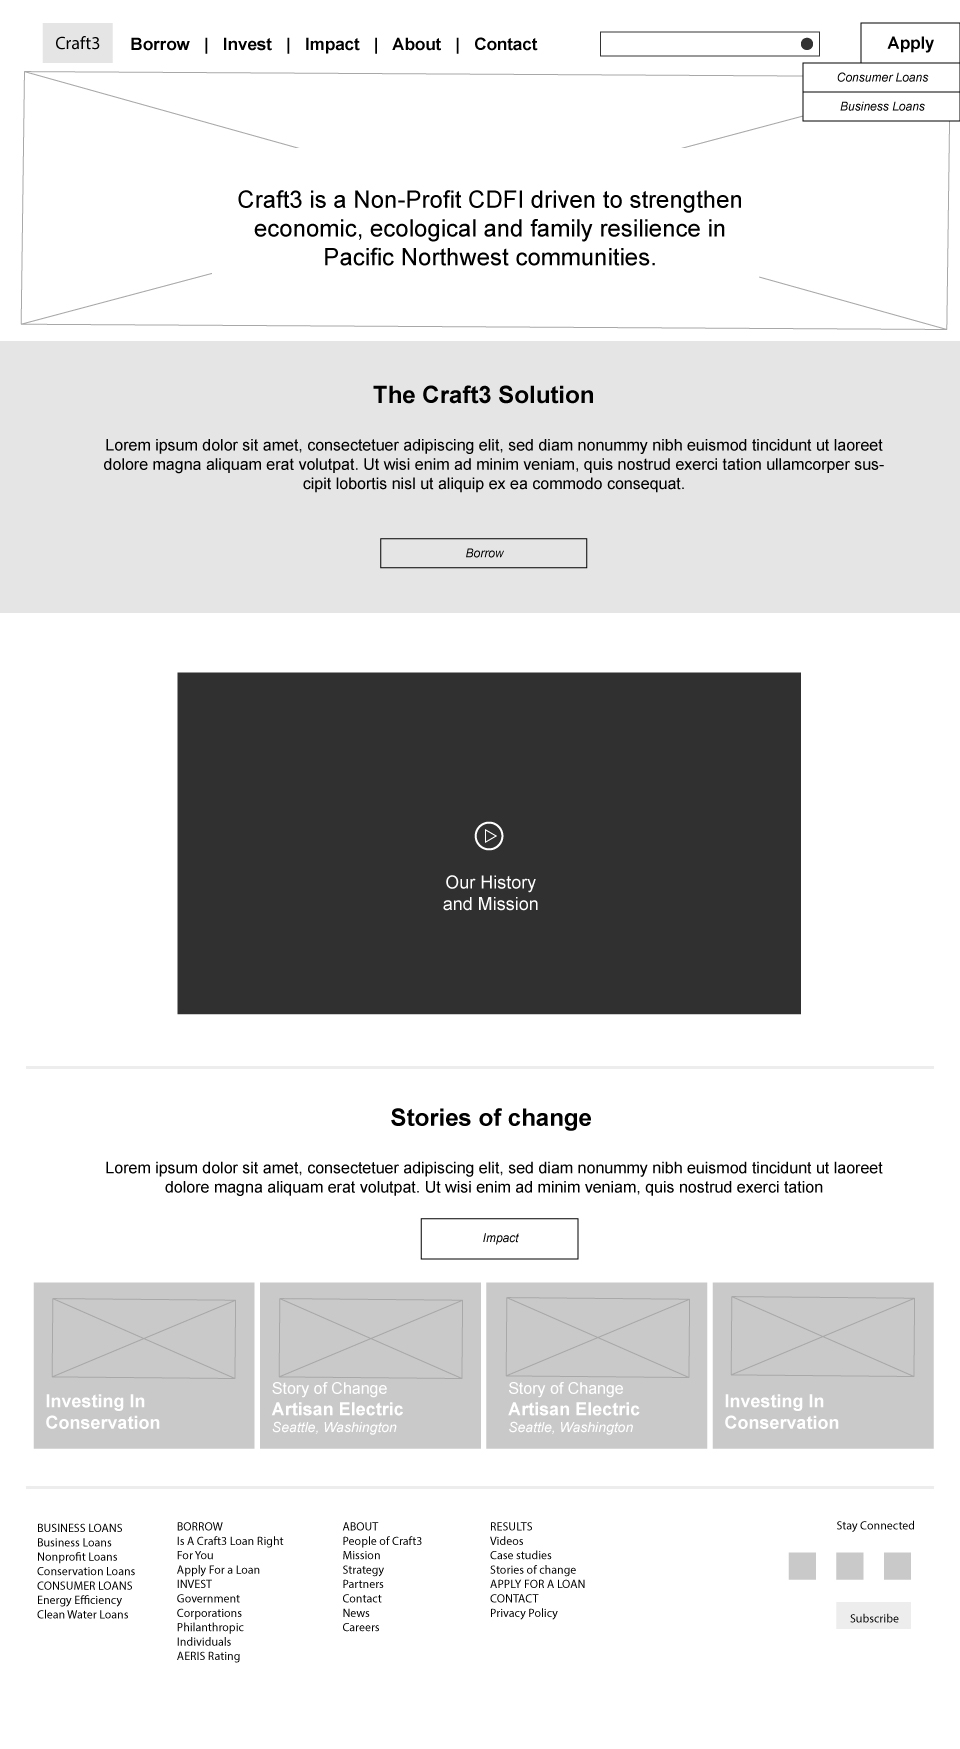 Craft3
Borrow | Invest | Impact | About | Contact
Apply
Consumer Loans
Business Loans
Craft3 is a Non-Profit CDFI driven to strengthen
economic, ecological and family resilience in
Pacific Northwest communities.
The Craft3 Solution
Lorem ipsum dolor sit amet, consectetuer adipiscing elit, sed diam nonummy nibh euismod tincidunt ut laoreet
dolore magna aliquam erat volutpat. Ut wisi enim ad minim veniam, quis nostrud exerci tation ullamcorper sus-
cipit lobortis nisl ut aliquip ex ea commodo consequat.
Borrow
Our History
and Mission
Stories of change
Lorem ipsum dolor sit amet, consectetuer adipiscing elit, sed diam nonummy nibh euismod tincidunt ut laoreet
dolore magna aliquam erat volutpat. Ut wisi enim ad minim veniam, quis nostrud exerci tation
Impact
Investing In
Conservation
Story of Change
Artisan Electric
Seattle, Washington
Story of Change
Artisan Electric
Seattle, Washington
Investing In
Conservation
BUSINESS LOANS
Business Loans
Nonprofit Loans
Conservation Loans
CONSUMER LOANS
Energy Efficiency
Clean Water Loans
BORROW
Is A Craft3 Loan Right
For You
Apply For a Loan
INVEST
Government
Corporations
Philanthropic
Individuals
AERIS Rating
ABOUT
People of Craft3
Mission
Strategy
Partners
Contact
News
Careers
RESULTS
Videos
Case studies
Stories of change
APPLY FOR A LOAN
CONTACT
Privacy Policy
Stay Connected
Subscribe